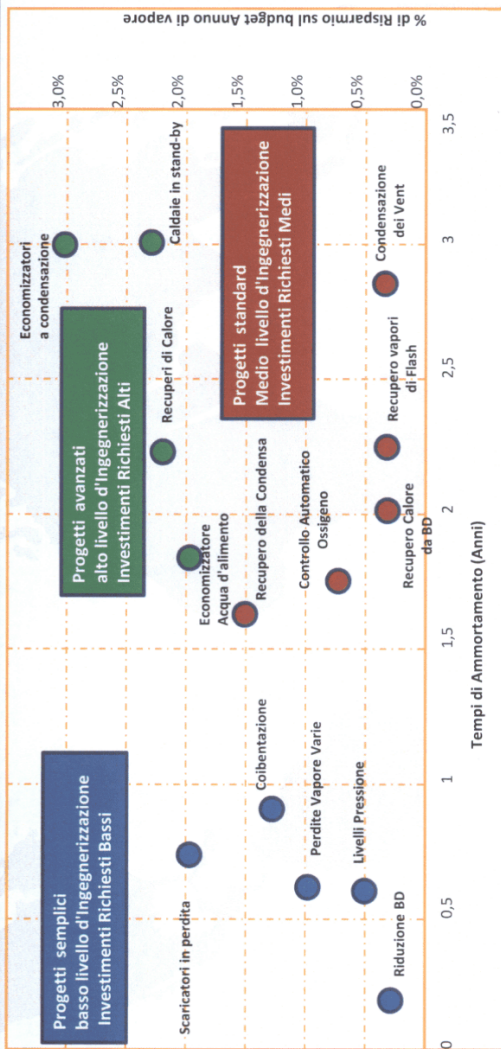 Progetti semplici
basso livello d'Ingegnerizzazione
Investimenti Richiesti Bassi
Progetti avanzati
alto livello d'Ingegnerizzazione
Investimenti Richiesti Alti
Progetti standard
Medio livello d'Ingegnerizzazione
Investimenti Richiesti Medi
Economizzatori
a condensazione
Caldaie in stand-by
Recuperi di Calore
Economizzatore
Acqua d'alimento
Scaricatori in perdita
Recupero della Condensa
Coibentazione
Perdite Vapore Varie
Controllo Automatico
Ossigeno
Livelli Pressione
Riduzione BD
Recupero Calore
da BD
Recupero vapori
di Flash
Condensazione
dei Vent
3,0%
2,5%
2,0%
1,5%
1,0%
0,5%
0,0%
% di Risparmio sul budget Annuo di vapore
0
0,5
1
1,5
2
2,5
3
3,5
Tempi di Ammortamento (Anni)